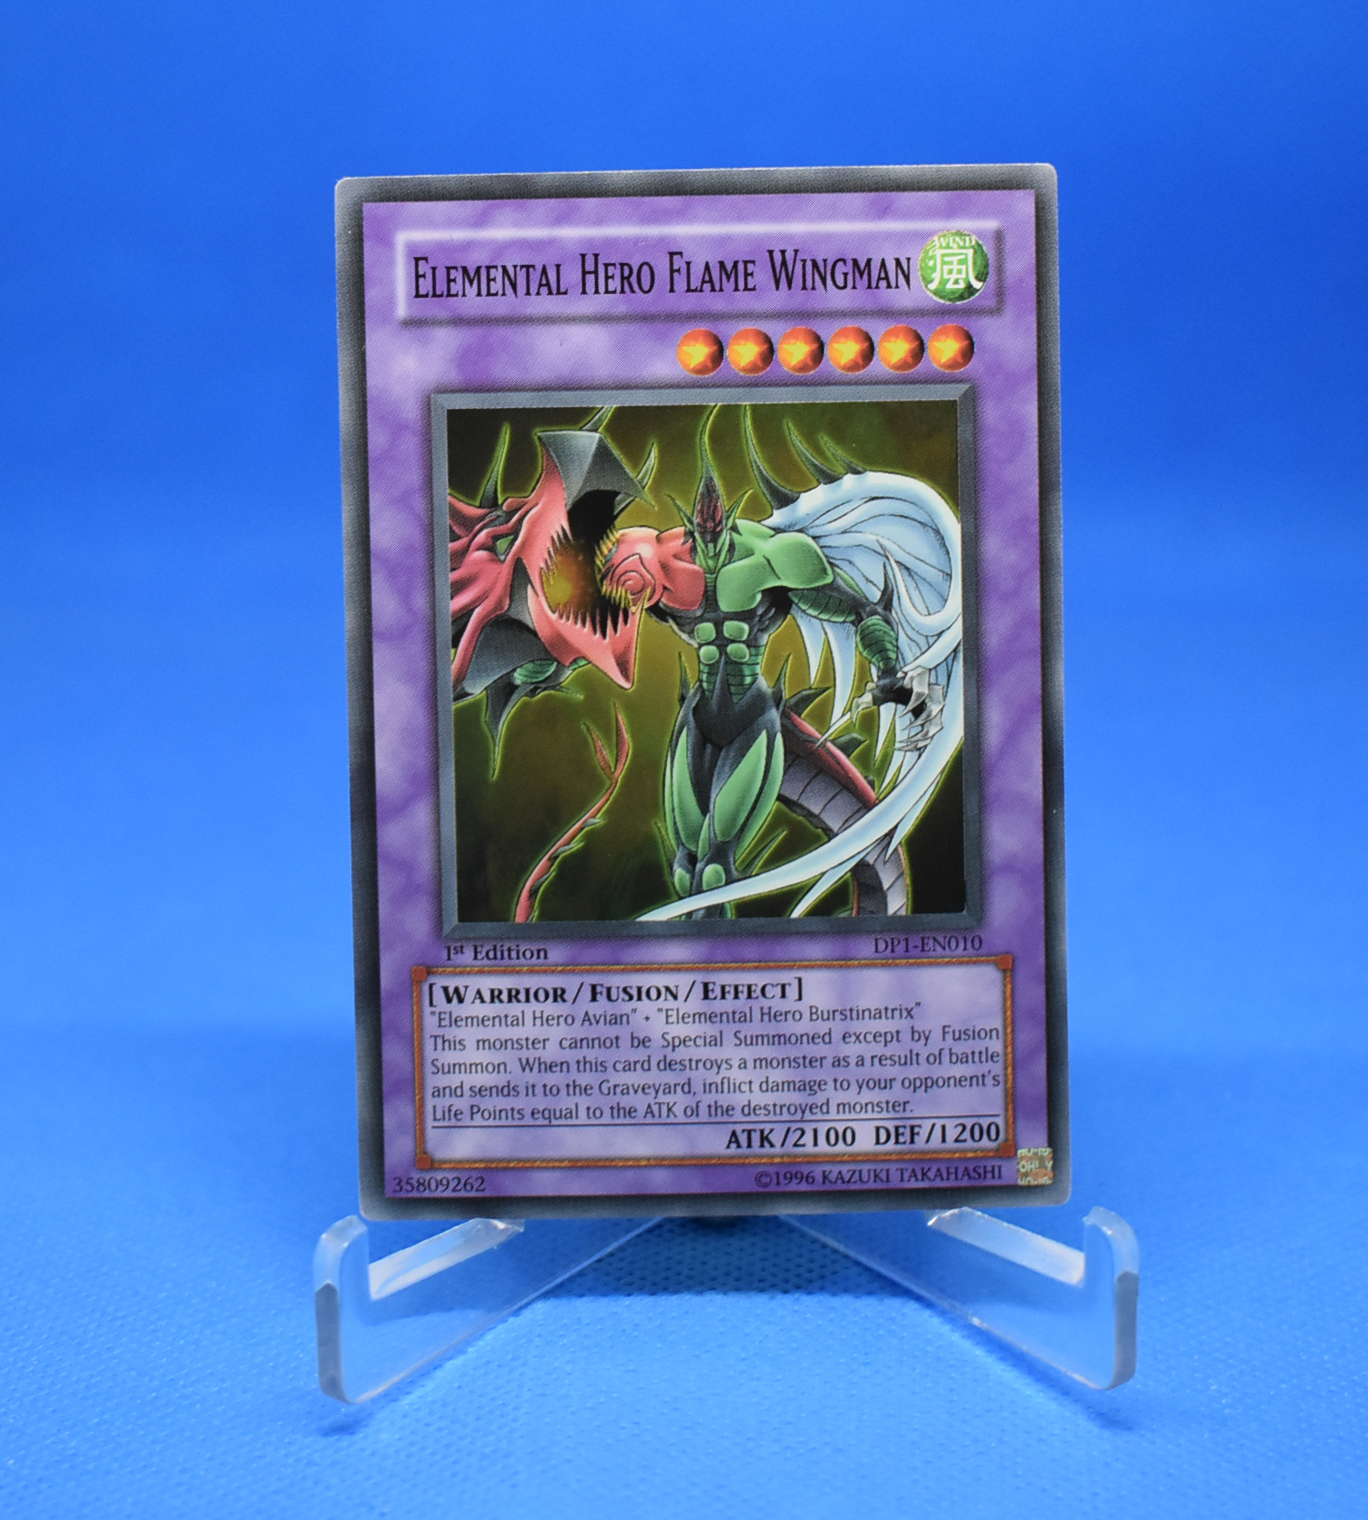 ELEMENTAL HERO FLAME WINGMAN
WIND
風
1st Edition
DP1-EN010
[WARRIOR/FUSION/EFFECT]
"Elemental Hero Avian" + "Elemental Hero Burstinatrix"
This monster cannot be Special Summoned except by Fusion
Summon. When this card destroys a monster as a result of battle
and sends it to the Graveyard, inflict damage to your opponent's
Life Points equal to the ATK of the destroyed monster.
ATK/2100 DEF/1200
35809262
©1996 KAZUKI TAKAHASHI